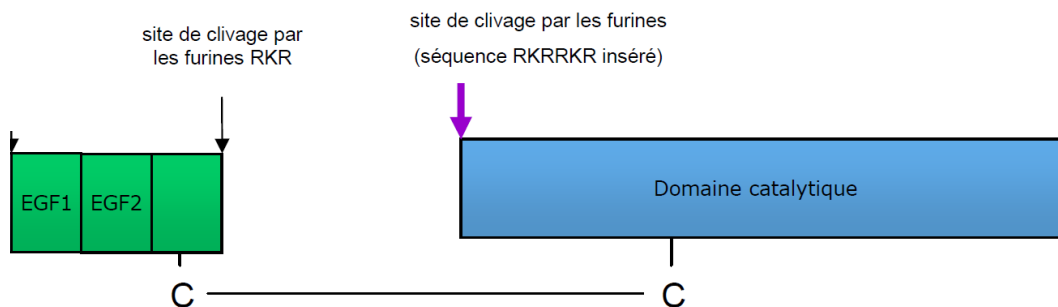 site de clivage par
les furines RKR
site de clivage par les furines
(séquence RKRRKR inséré)
EGF1
EGF2
Domaine catalytique
C
C